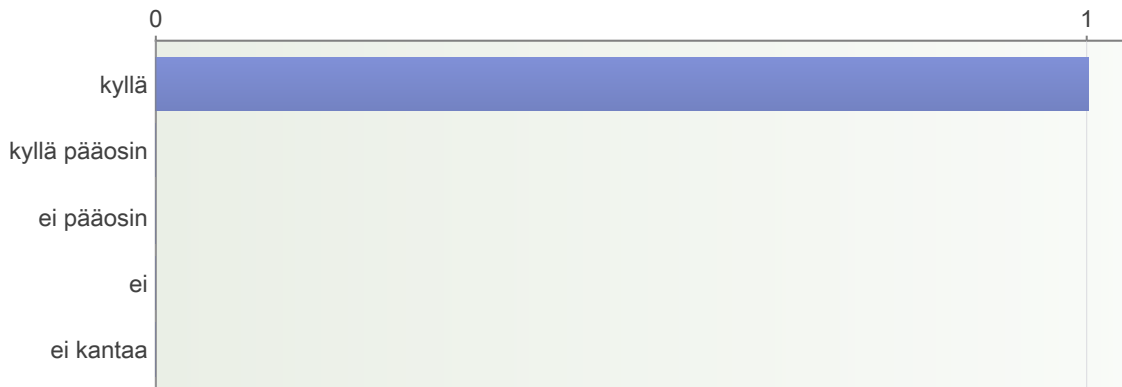 0 1
kyllä
kyllä pääosin
ei pääosin
ei
ei kantaa